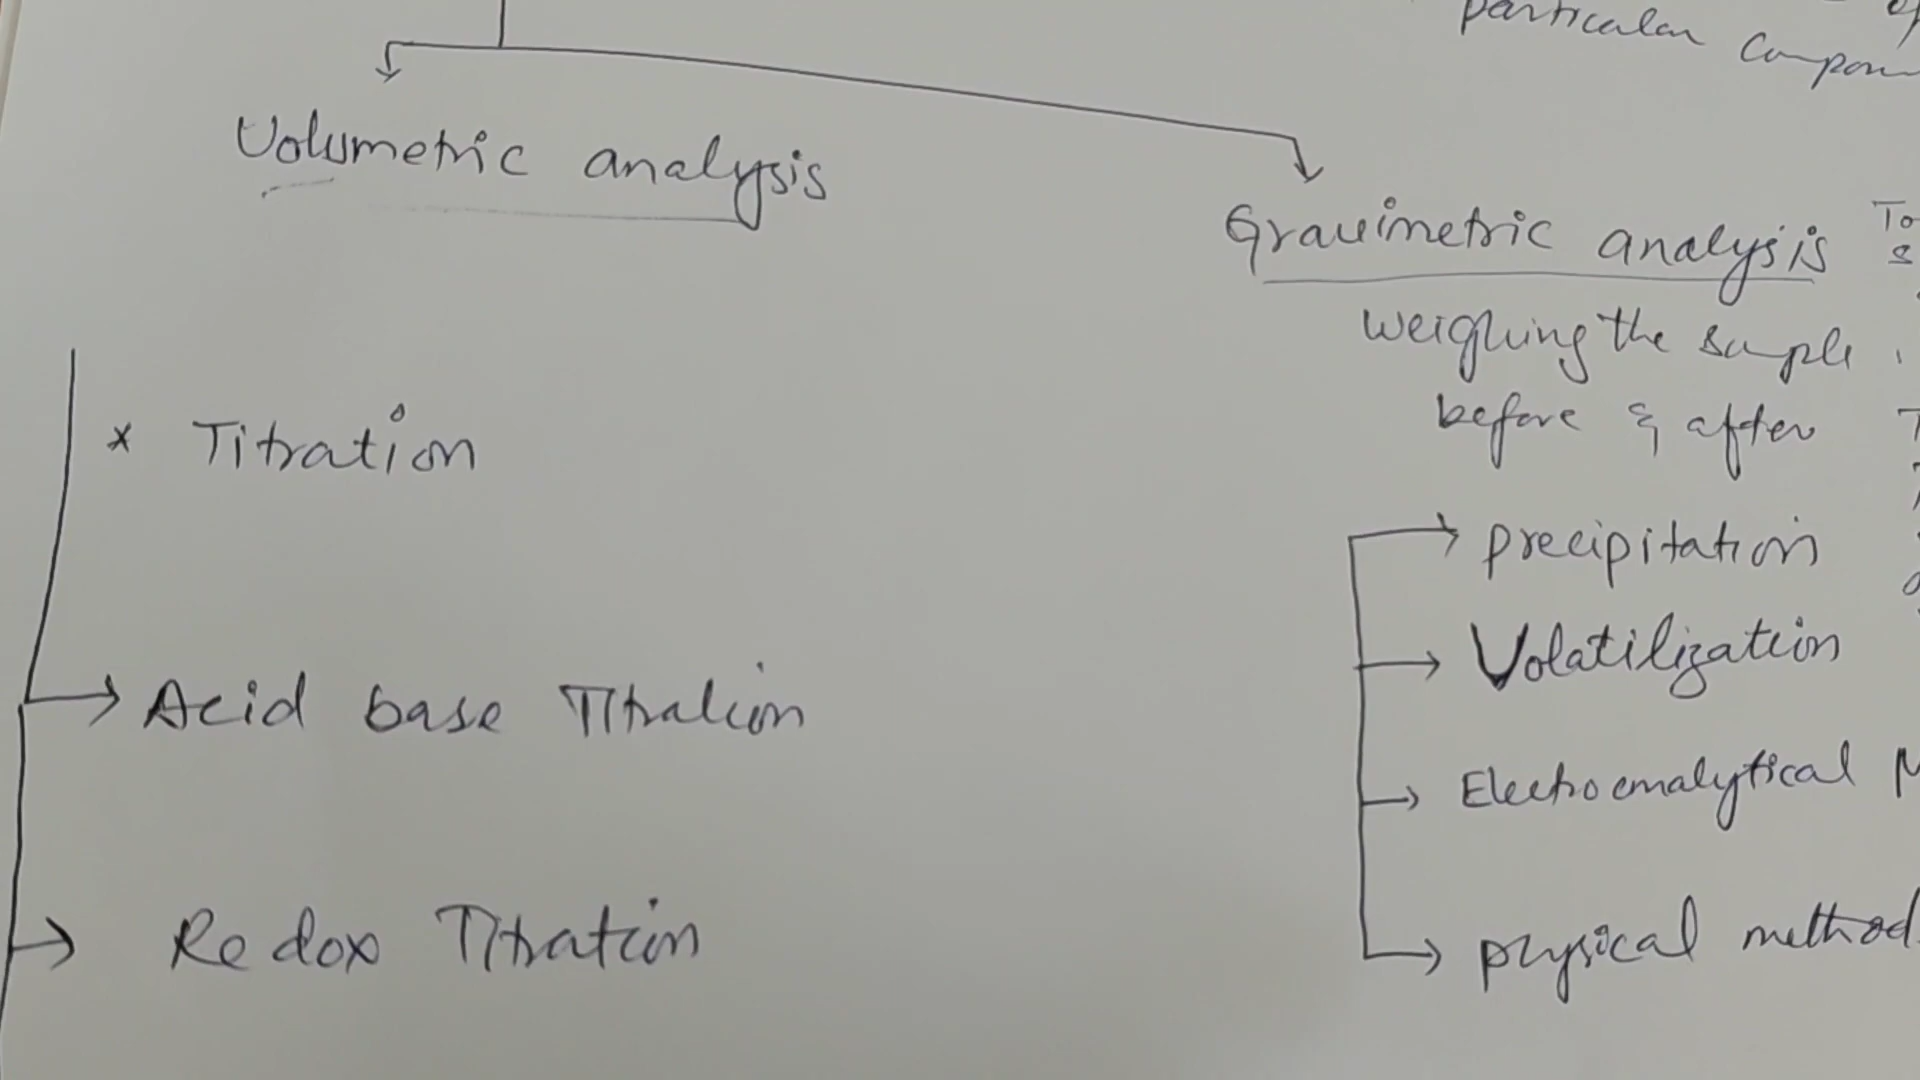 particular
Volumetric analysis
Gravimetric analysis
To
weighing the sample
before & after
* Titration
precipitation
Volatilization
Acid base Titration
Electroanalytical
Redox Titration
physical method